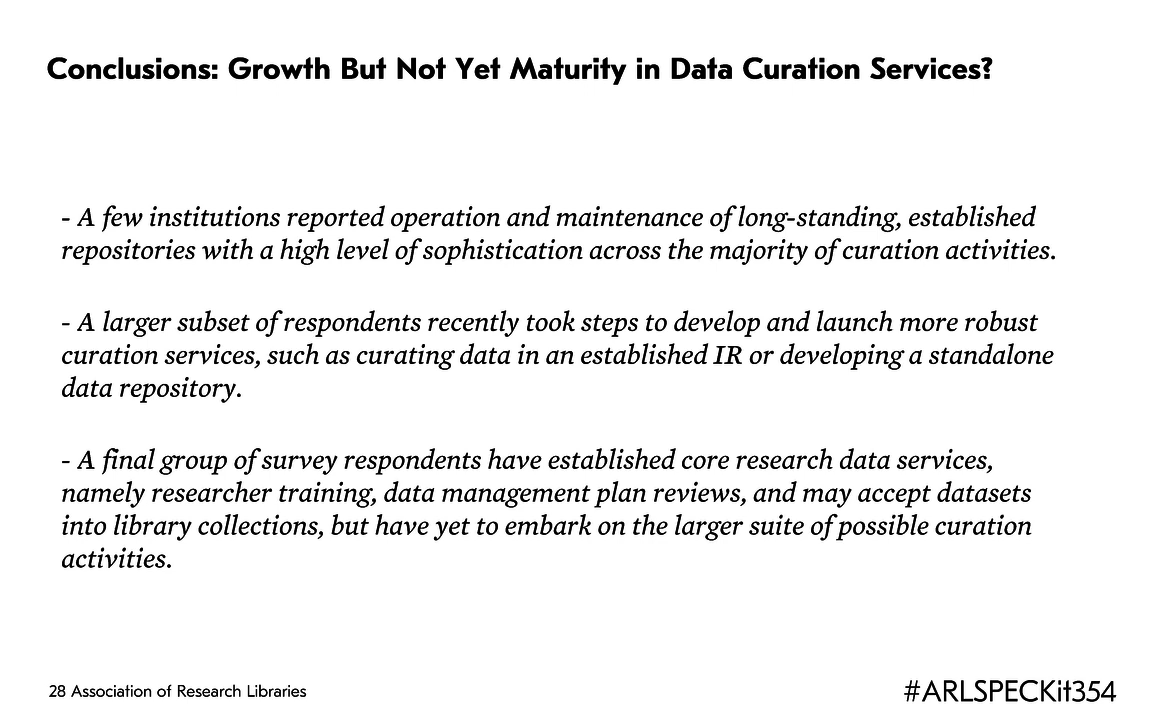 Conclusions: Growth But Not Yet Maturity in Data Curation Services?
- A few institutions reported operation and maintenance of long-standing, established
repositories with a high level of sophistication across the majority of curation activities.
- A larger subset of respondents recently took steps to develop and launch more robust
curation services, such as curating data in an established IR or developing a standalone
data repository.
- A final group of survey respondents have established core research data services,
namely researcher training, data management plan reviews, and may accept datasets
into library collections, but have yet to embark on the larger suite of possible curation
activities.
28 Association of Research Libraries
#ARLSPECKit354